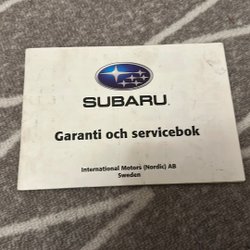 SUBARU
Garanti och servicebok
International Motors (Nordic) AB
Sweden